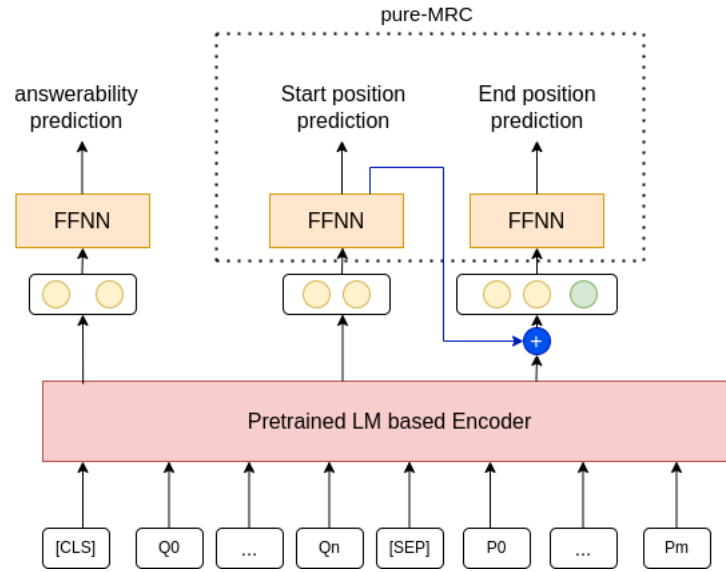 pure-MRC
answerability
prediction
Start position
prediction
End position
prediction
FFNN
FFNN
FFNN
+
Pretrained LM based Encoder
[CLS]
Q0
...
Qn
[SEP]
P0
...
Pm